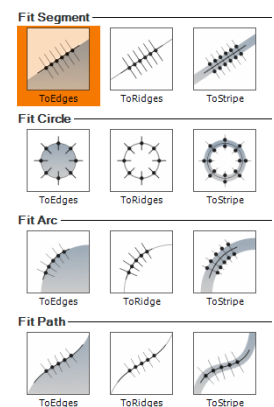 Fit Segment
ToEdges ToRidges ToStripe
Fit Circle
ToEdges ToRidges ToStripe
Fit Arc
ToEdges ToRidge ToStripe
Fit Path
ToEdges ToRidges ToStripe